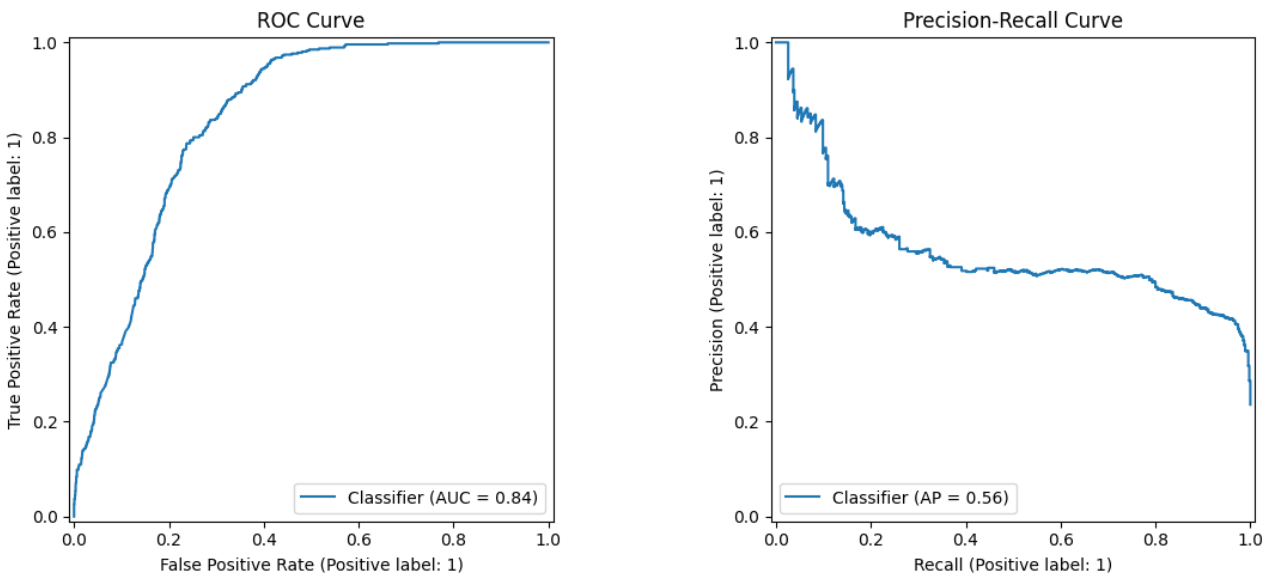 ROC Curve
1.0
0.8
0.6
0.4
0.2
0.0
True Positive Rate (Positive label: 1)
Classifier (AUC = 0.84)
0.0 0.2 0.4 0.6 0.8 1.0
False Positive Rate (Positive label: 1)
Precision-Recall Curve
1.0
0.8
0.6
0.4
0.2
0.0
Precision (Positive label: 1)
Classifier (AP = 0.56)
0.0 0.2 0.4 0.6 0.8 1.0
Recall (Positive label: 1)